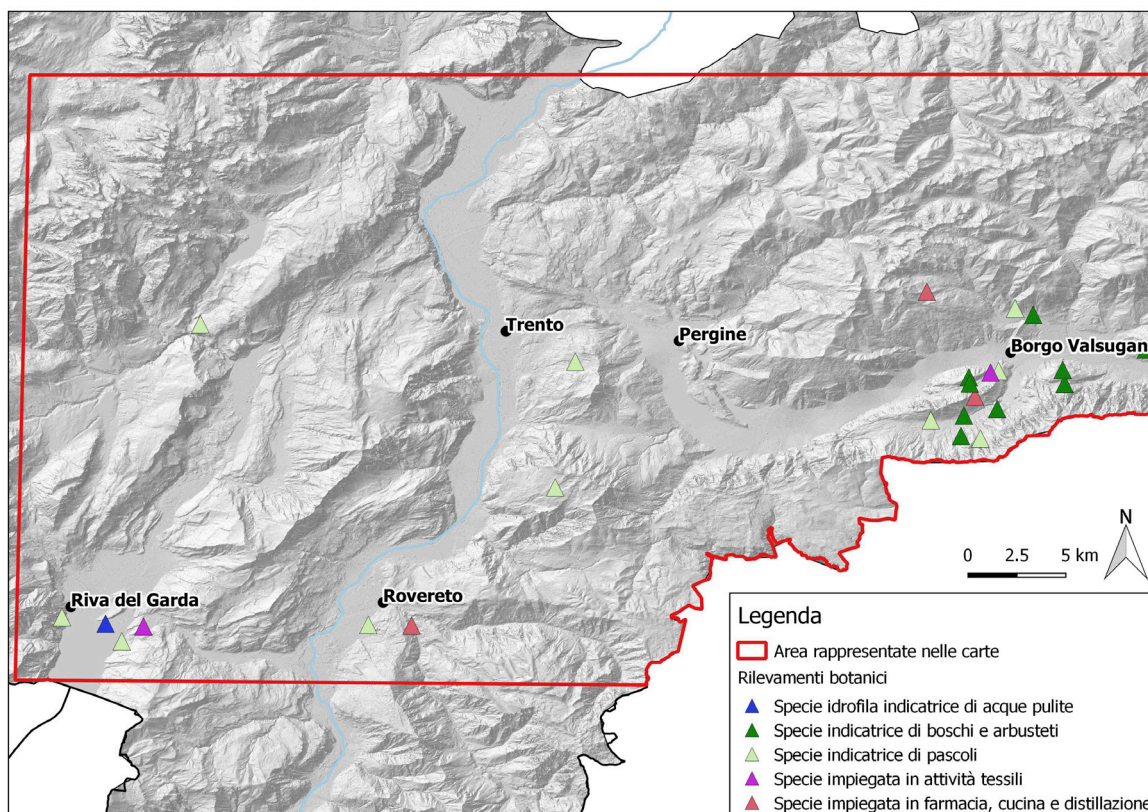 Trento
Pergine
Borgo Valsugan
Riva del Garda
Rovereto
N
0 2.5 5 km
Legenda
Area rappresentate nelle carte
Rilevamenti botanici
Specie idrofila indicatrice di acque pulite
Specie indicatrice di boschi e arbusteti
Specie indicatrice di pascoli
Specie impiegata in attività tessili
Specie impiegata in farmacia, cucina e distillazione